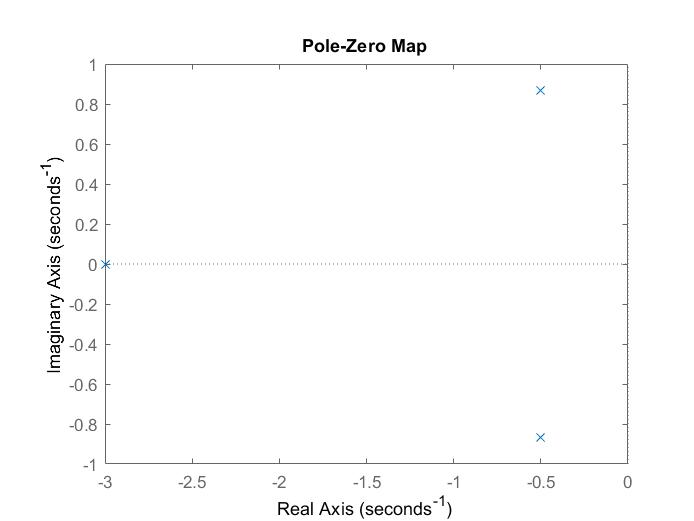 Pole-Zero Map
1
0.8
0.6
0.4
0.2
0
-0.2
-0.4
-0.6
-0.8
-1
Imaginary Axis (seconds-1)
-3 -2.5 -2 -1.5 -1 -0.5 0
Real Axis (seconds-1)